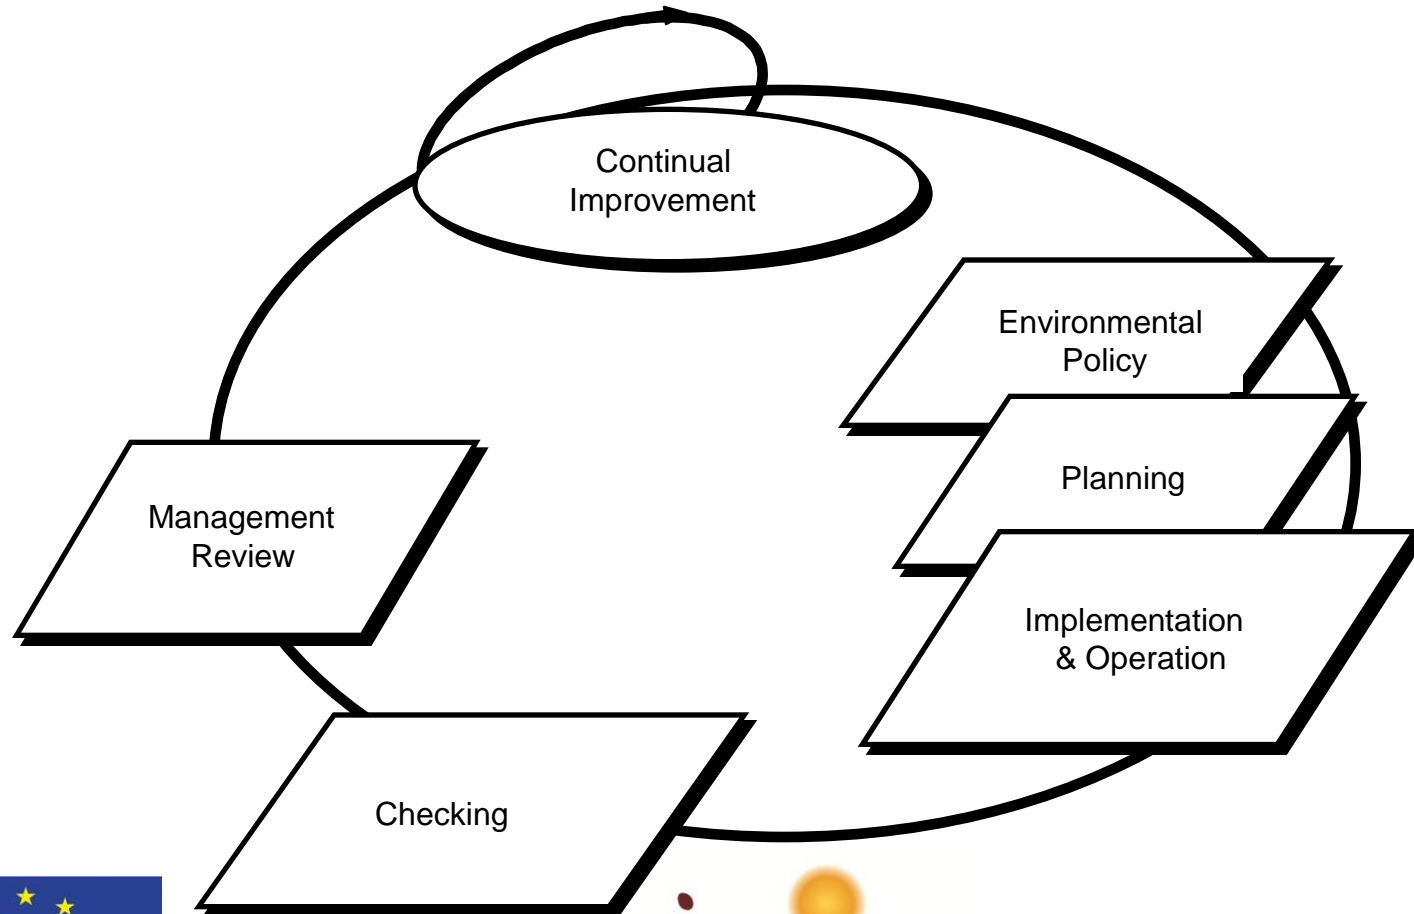 Continual
Improvement
Environmental
Policy
Planning
Implementation
& Operation
Management
Review
Checking